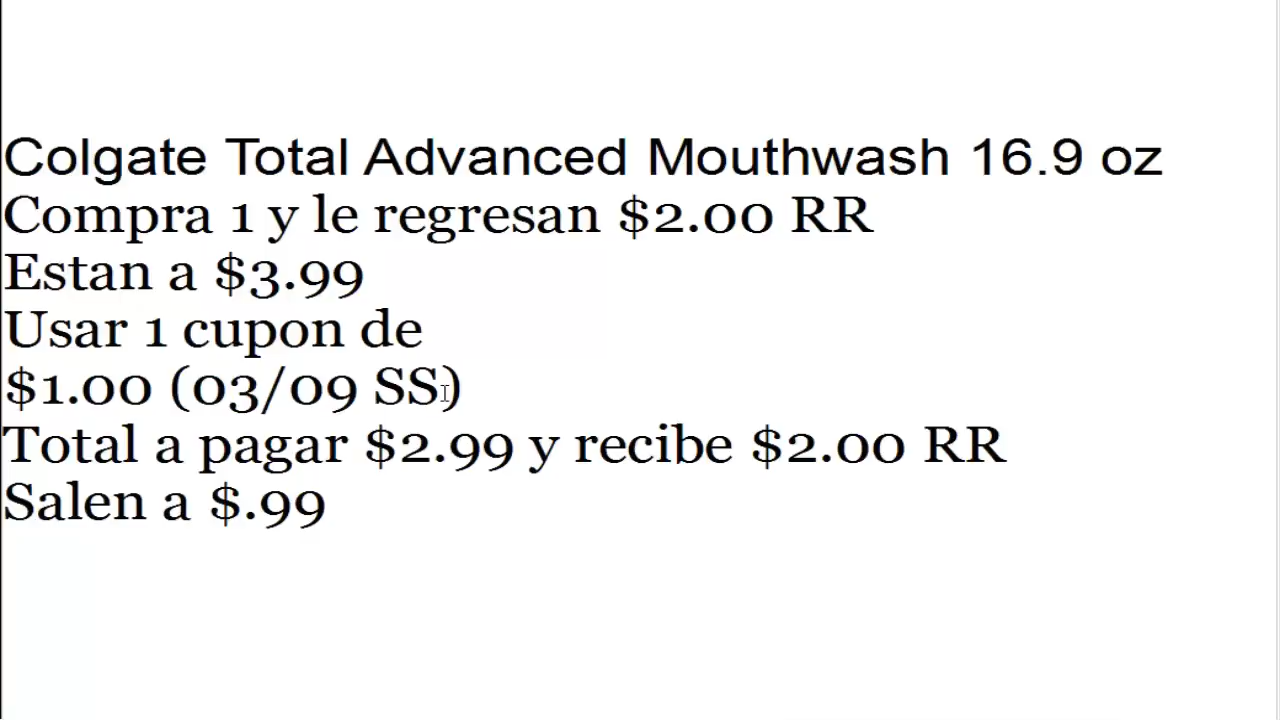 Colgate Total Advanced Mouthwash 16.9 oz
Compra 1 y le regresan $2.00 RR
Estan a $3.99
Usar 1 cupon de
$1.00 (03/09 SS)
Total a pagar $2.99 y recibe $2.00 RR
Salen a $.99